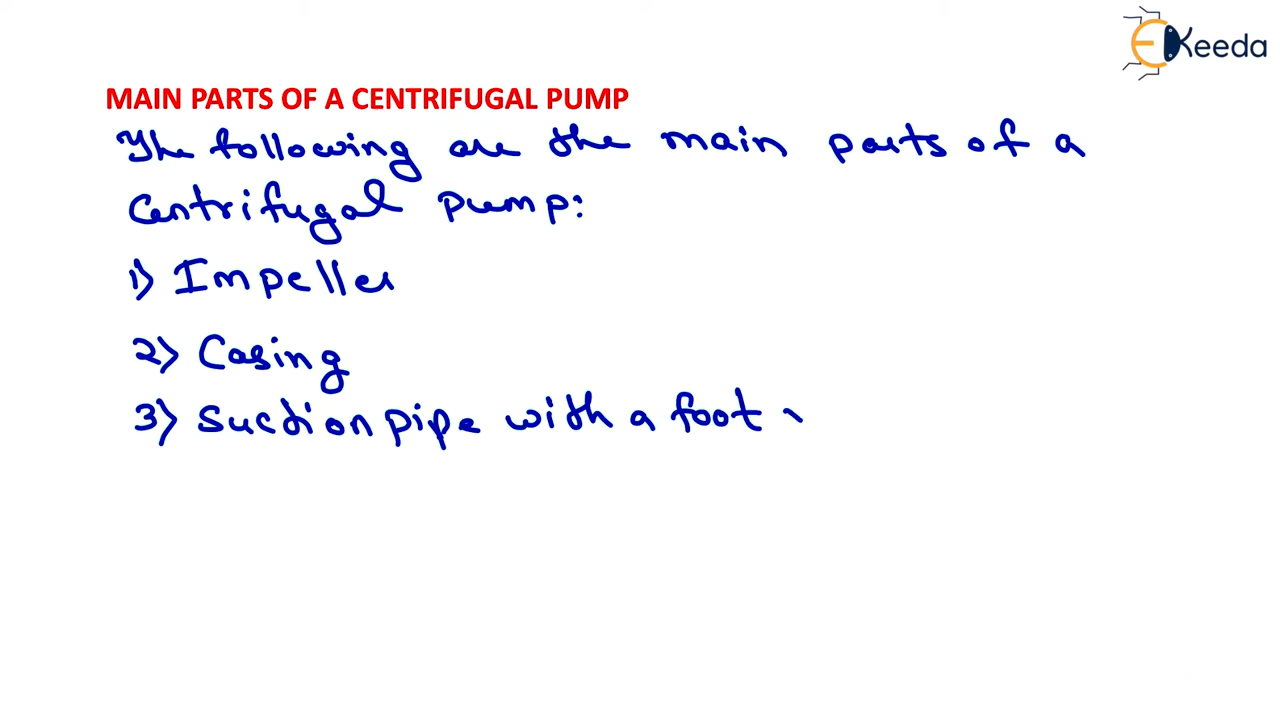 EKeeda
MAIN PARTS OF A CENTRIFUGAL PUMP
The following are the main parts of a
centrifugal pump:
1) Impeller
2) Casing
3) Suction pipe with a foot